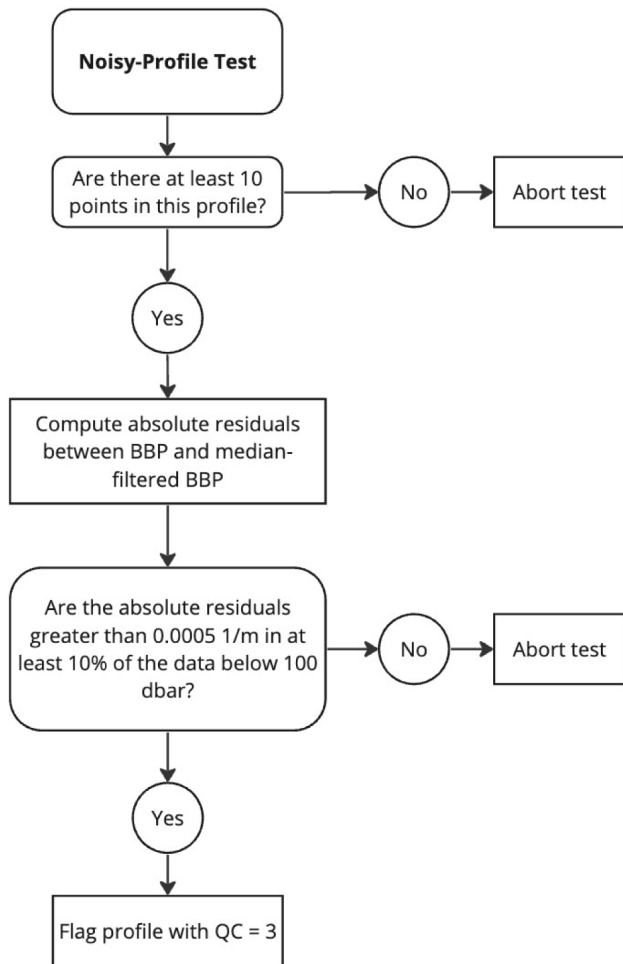 Noisy-Profile Test
Are there at least 10
points in this profile?
No
Abort test
Yes
Compute absolute residuals
between BBP and median-
filtered BBP
Are the absolute residuals
greater than 0.0005 1/m in at
least 10% of the data below 100
dbar?
No
Abort test
Yes
Flag profile with QC = 3